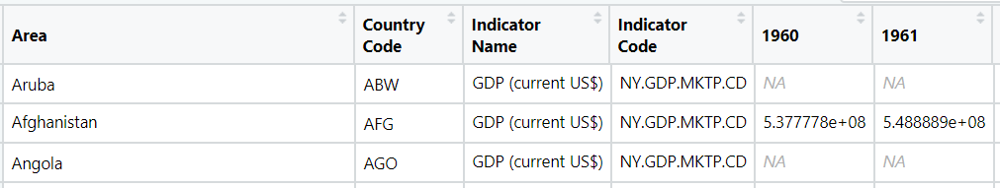 Area Country Code Indicator Name Indicator Code 1960 1961
Aruba ABW GDP (current US$) NY.GDP.MKTP.CD NA NA
Afghanistan AFG GDP (current US$) NY.GDP.MKTP.CD 5.377778e+08 5.488889e+08
Angola AGO GDP (current US$) NY.GDP.MKTP.CD NA NA